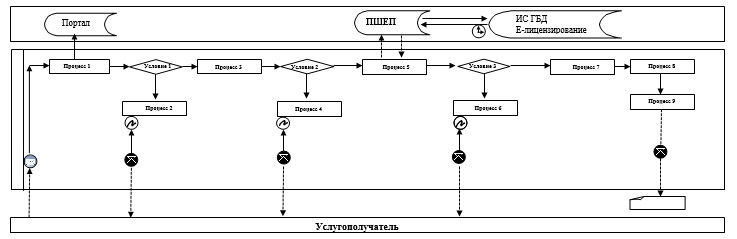 Портал
ПШЕП
ИС ГБД
Е-лицензирование
Процесс 1
Условие 1
Процесс 3
Условие 2
Процесс 5
Условие 3
Процесс 7
Процесс 8
Процесс 2
Процесс 4
Процесс 6
Процесс 9
Услугополучатель